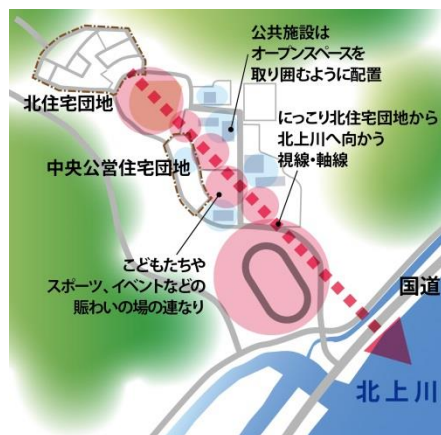 公共施設は
オープンスペースを
取り囲むように配置
北住宅団地
にっこり北住宅団地から
北上川へ向かう
視線・軸線
中央公営住宅団地
こどもたちや
スポーツ、イベントなどの
賑わいの場の連なり
国道
北上川